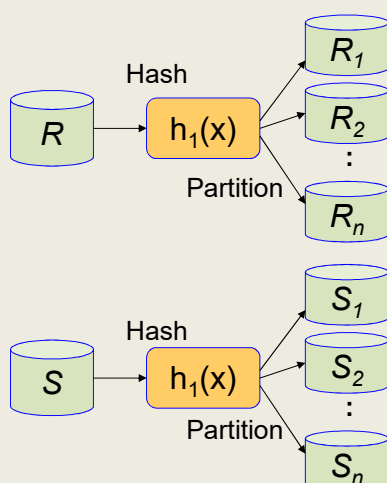 R₁
Hash
R₂
R
h₁(x)
:
Partition
Rₙ
S₁
Hash
S₂
S
h₁(x)
:
Partition
Sₙ